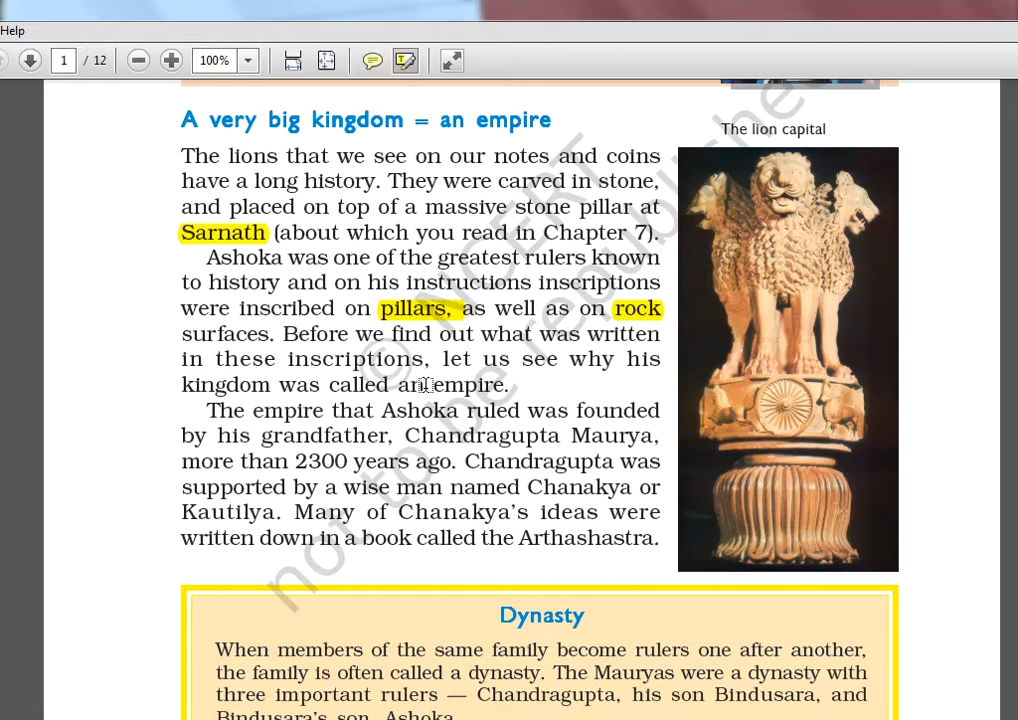 Help
1 / 12 100%
A very big kingdom = an empire
The lion capital
The lions that we see on our notes and coins
have a long history. They were carved in stone,
and placed on top of a massive stone pillar at
Sarnath (about which you read in Chapter 7).
Ashoka was one of the greatest rulers known
to history and on his instructions inscriptions
were inscribed on pillars, as well as on rock
surfaces. Before we find out what was written
in these inscriptions, let us see why his
kingdom was called an empire.
The empire that Ashoka ruled was founded
by his grandfather, Chandragupta Maurya,
more than 2300 years ago. Chandragupta was
supported by a wise man named Chanakya or
Kautilya. Many of Chanakya's ideas were
written down in a book called the Arthashastra.
© NCERT
not to be republished
Dynasty
When members of the same family become rulers one after another,
the family is often called a dynasty. The Mauryas were a dynasty with
three important rulers — Chandragupta, his son Bindusara, and
Bindusara's son, Ashoka.